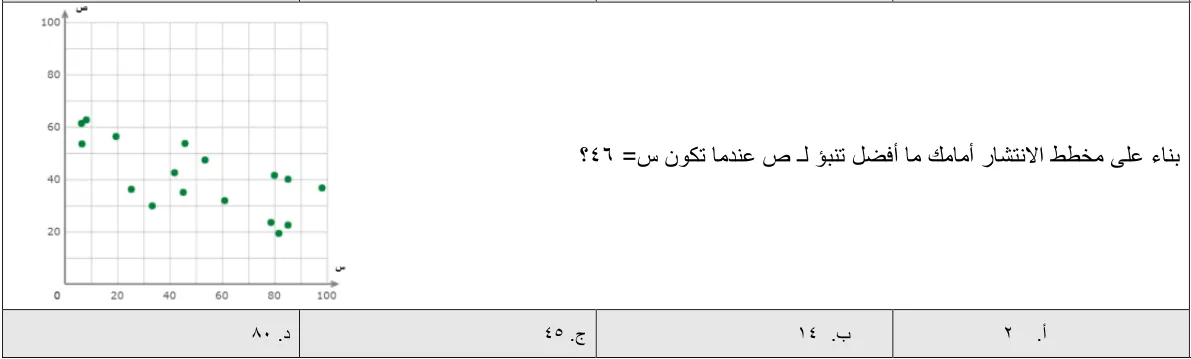 ص
100
80
60
40
20
0
20
40
60
80
100
س
بناء على مخطط الانتشار أمامك ما أفضل تنبؤ لـ ص عندما تكون س= ٤٦؟
أ. ٢
ب. ١٤
ج. ٤٥
د. ٨٠